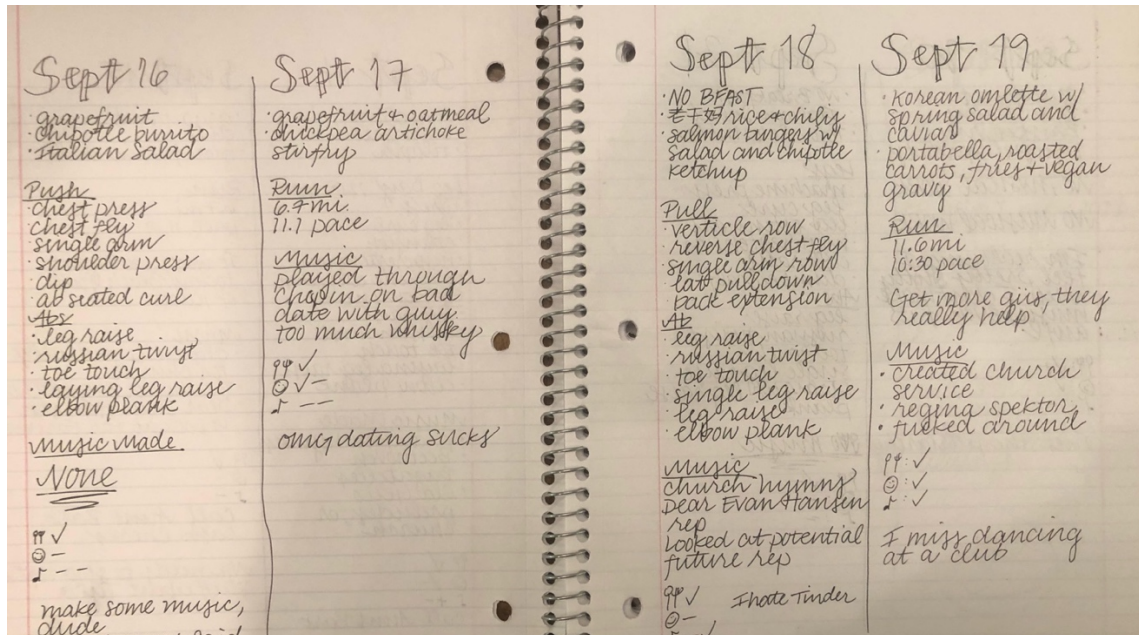 Sept 16
· grapefruit
· chipotle burrito
· Italian Salad
Push
· chest press
· chest fly
· single arm
shoulder press
· dip
· ab seated curl
Abs
· leg raise
· russian twist
· toe touch
· laying leg raise
· elbow plank
Music Made
None
✓
☺ –
♪ – –
make some music,
dude
Sept 17
· grapefruit + oatmeal
· chickpea artichoke
stirfry
Run
6.7 mi.
11.1 pace
Music
played through
Chopin on bad
date with guy.
too much whisky
✓
☺ ✓ –
♪ – –
omg dating sucks
Sept 18
· NO BFAST
· rice + chilis
· salmon burgers w/
salad and chipotle
ketchup
Pull
· verticle row
· reverse chest fly
· single arm row
· lat pulldown
· back extension
Ab
· leg raise
· russian twist
· toe touch
· single leg raise
· leg raise
· elbow plank
Music
church hymns
Dear Evan Hansen
rep
Looked at potential
future rep
✓ I hate Tinder
☺ –
Sept 19
· Korean omlette w/
spring salad and
caviar
· portabella, roasted
carrots, fries + vegan
gravy
Run
11.6 mi
10:30 pace
Get more gus, they
really help
Music
· created church
service
· regina spektor
· fucked around
: ✓
☺ : ✓
♪ : ✓
I miss dancing
at a club